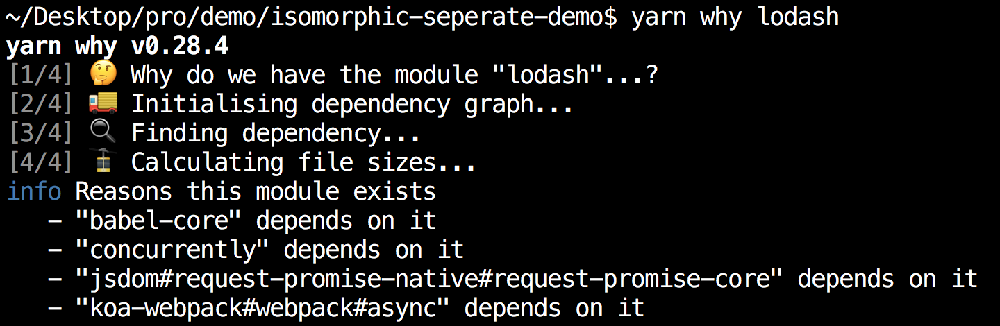 ~/Desktop/pro/demo/isomorphic-seperate-demo$ yarn why lodash
yarn why v0.28.4
[1/4] 🤔 Why do we have the module "lodash"...?
[2/4] 🚚 Initialising dependency graph...
[3/4] 🔍 Finding dependency...
[4/4] 🚡 Calculating file sizes...
info Reasons this module exists
   - "babel-core" depends on it
   - "concurrently" depends on it
   - "jsdom#request-promise-native#request-promise-core" depends on it
   - "koa-webpack#webpack#async" depends on it